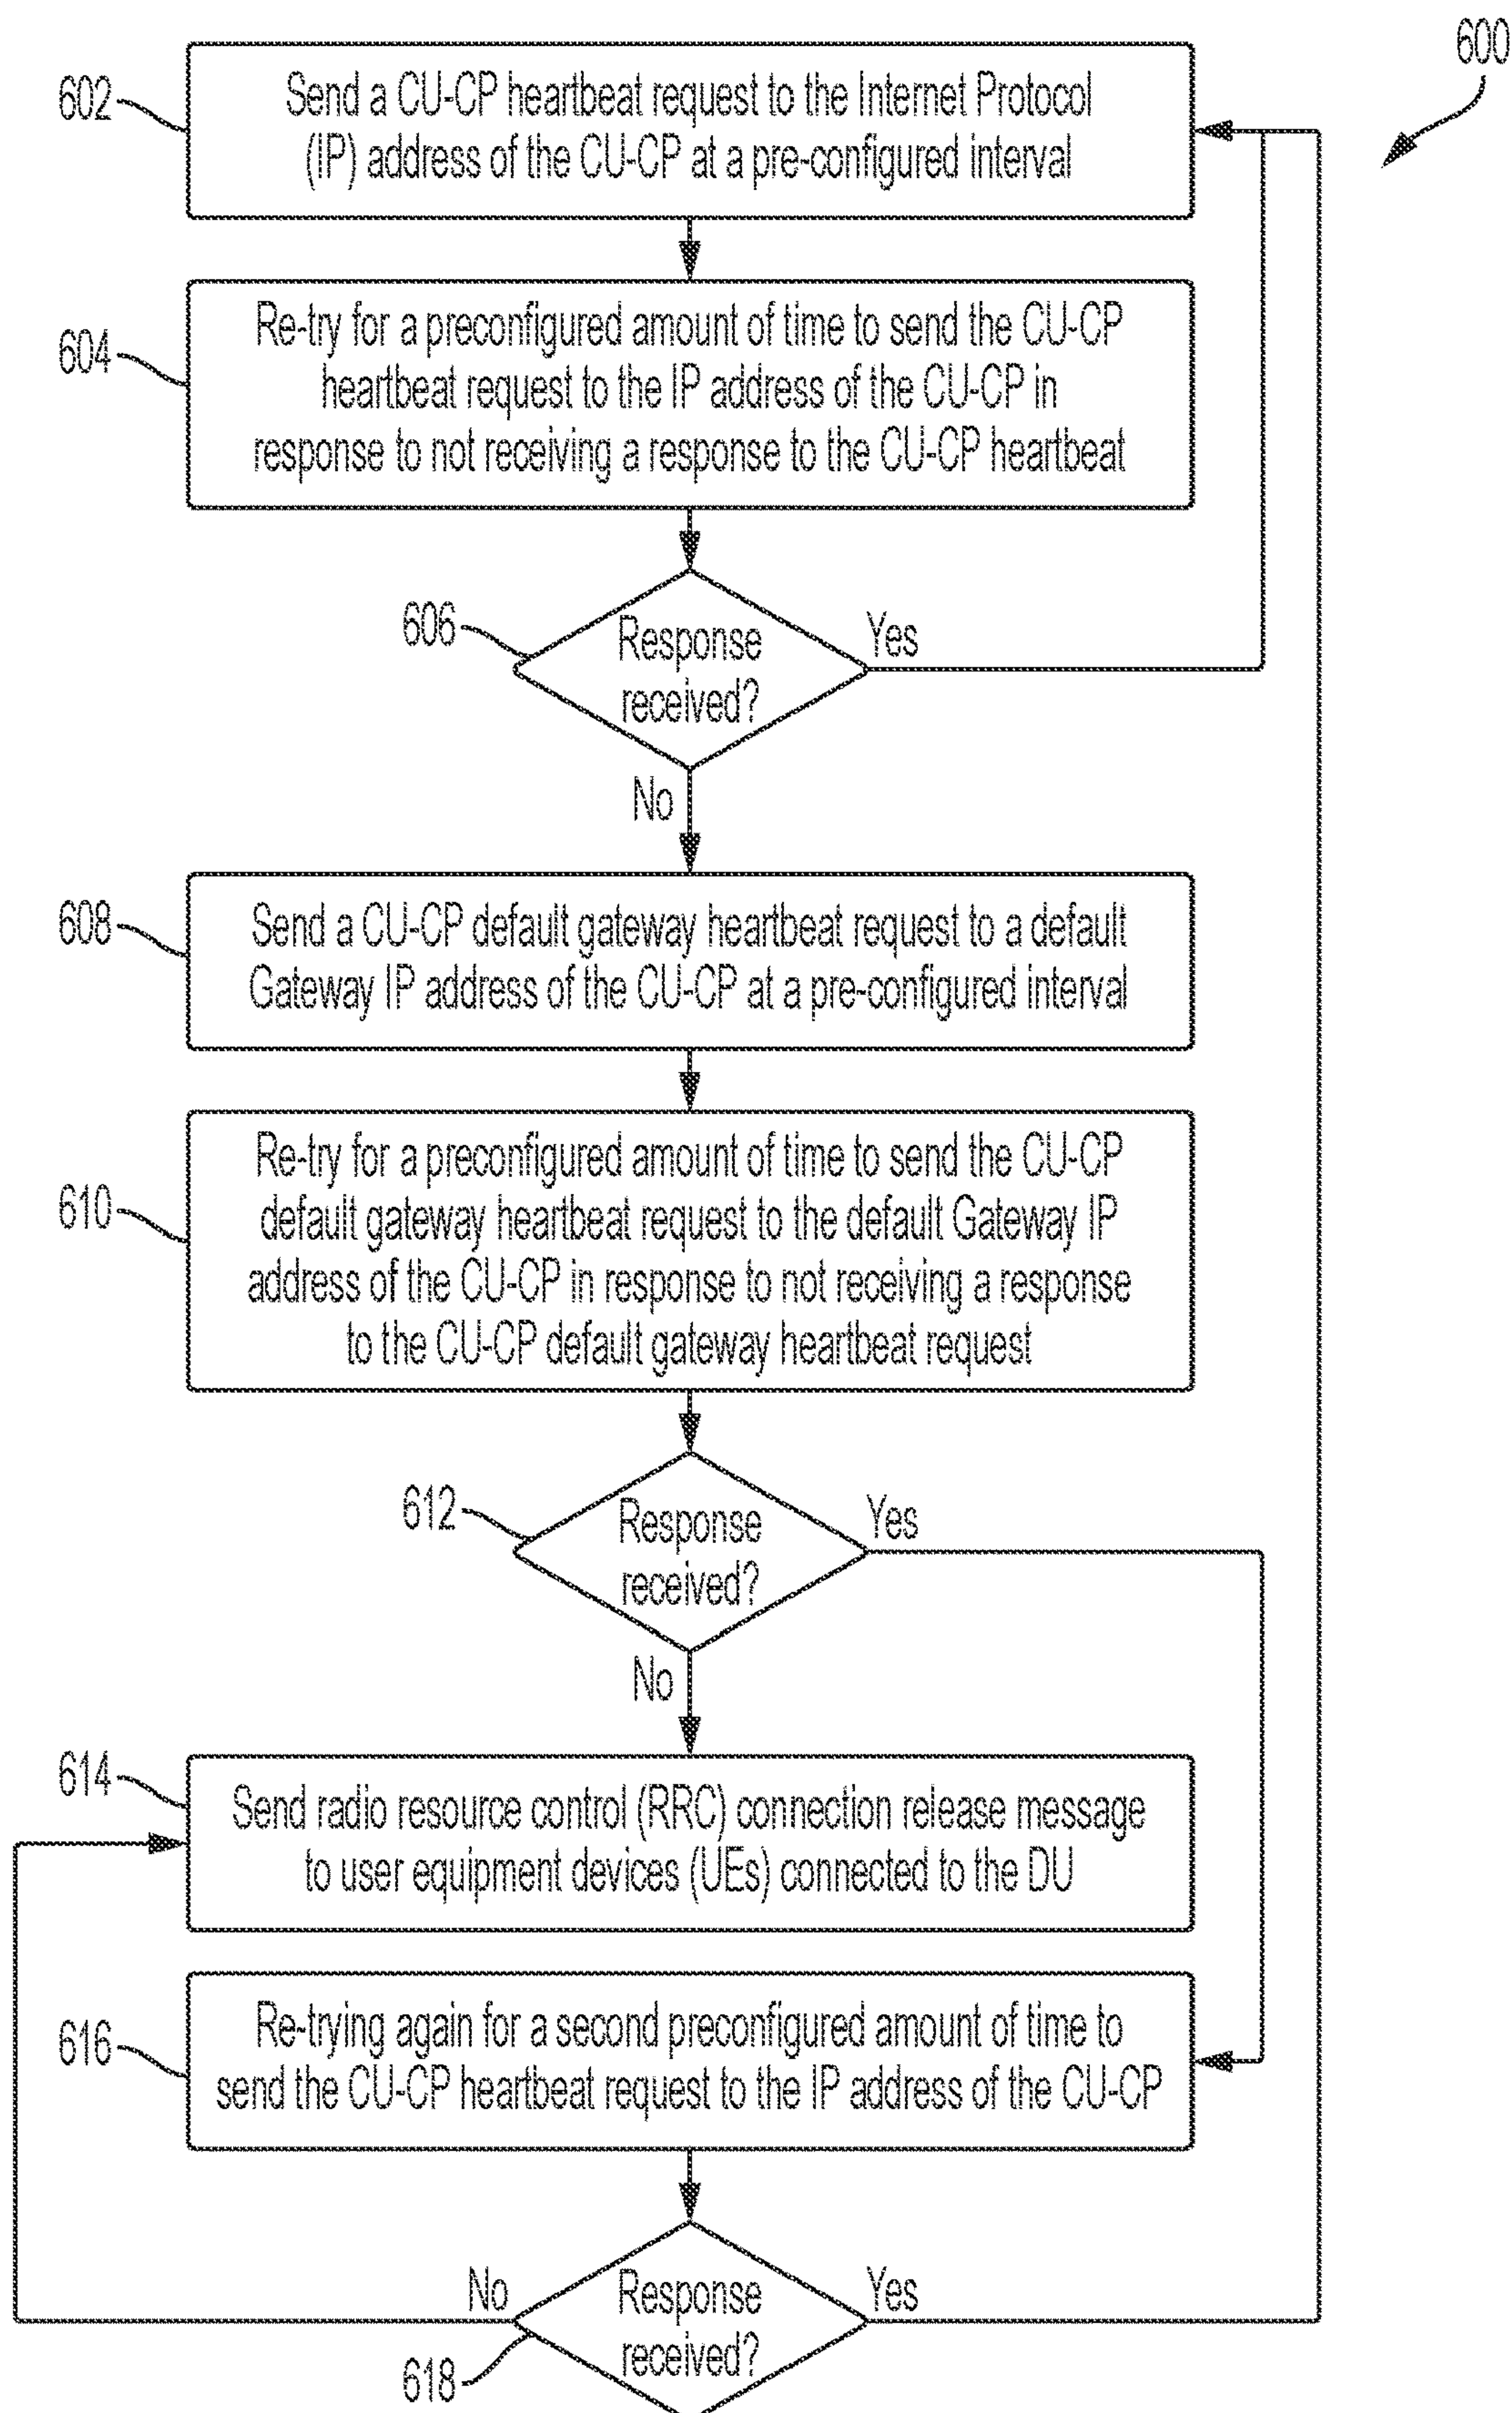 600
602
Send a CU-CP heartbeat request to the Internet Protocol
(IP) address of the CU-CP at a pre-configured interval
604
Re-try for a preconfigured amount of time to send the CU-CP
heartbeat request to the IP address of the CU-CP in
response to not receiving a response to the CU-CP heartbeat
606
Response
received?
Yes
No
608
Send a CU-CP default gateway heartbeat request to a default
Gateway IP address of the CU-CP at a pre-configured interval
610
Re-try for a preconfigured amount of time to send the CU-CP
default gateway heartbeat request to the default Gateway IP
address of the CU-CP in response to not receiving a response
to the CU-CP default gateway heartbeat request
612
Response
received?
Yes
No
614
Send radio resource control (RRC) connection release message
to user equipment devices (UEs) connected to the DU
616
Re-trying again for a second preconfigured amount of time to
send the CU-CP heartbeat request to the IP address of the CU-CP
No
Response
received?
Yes
618